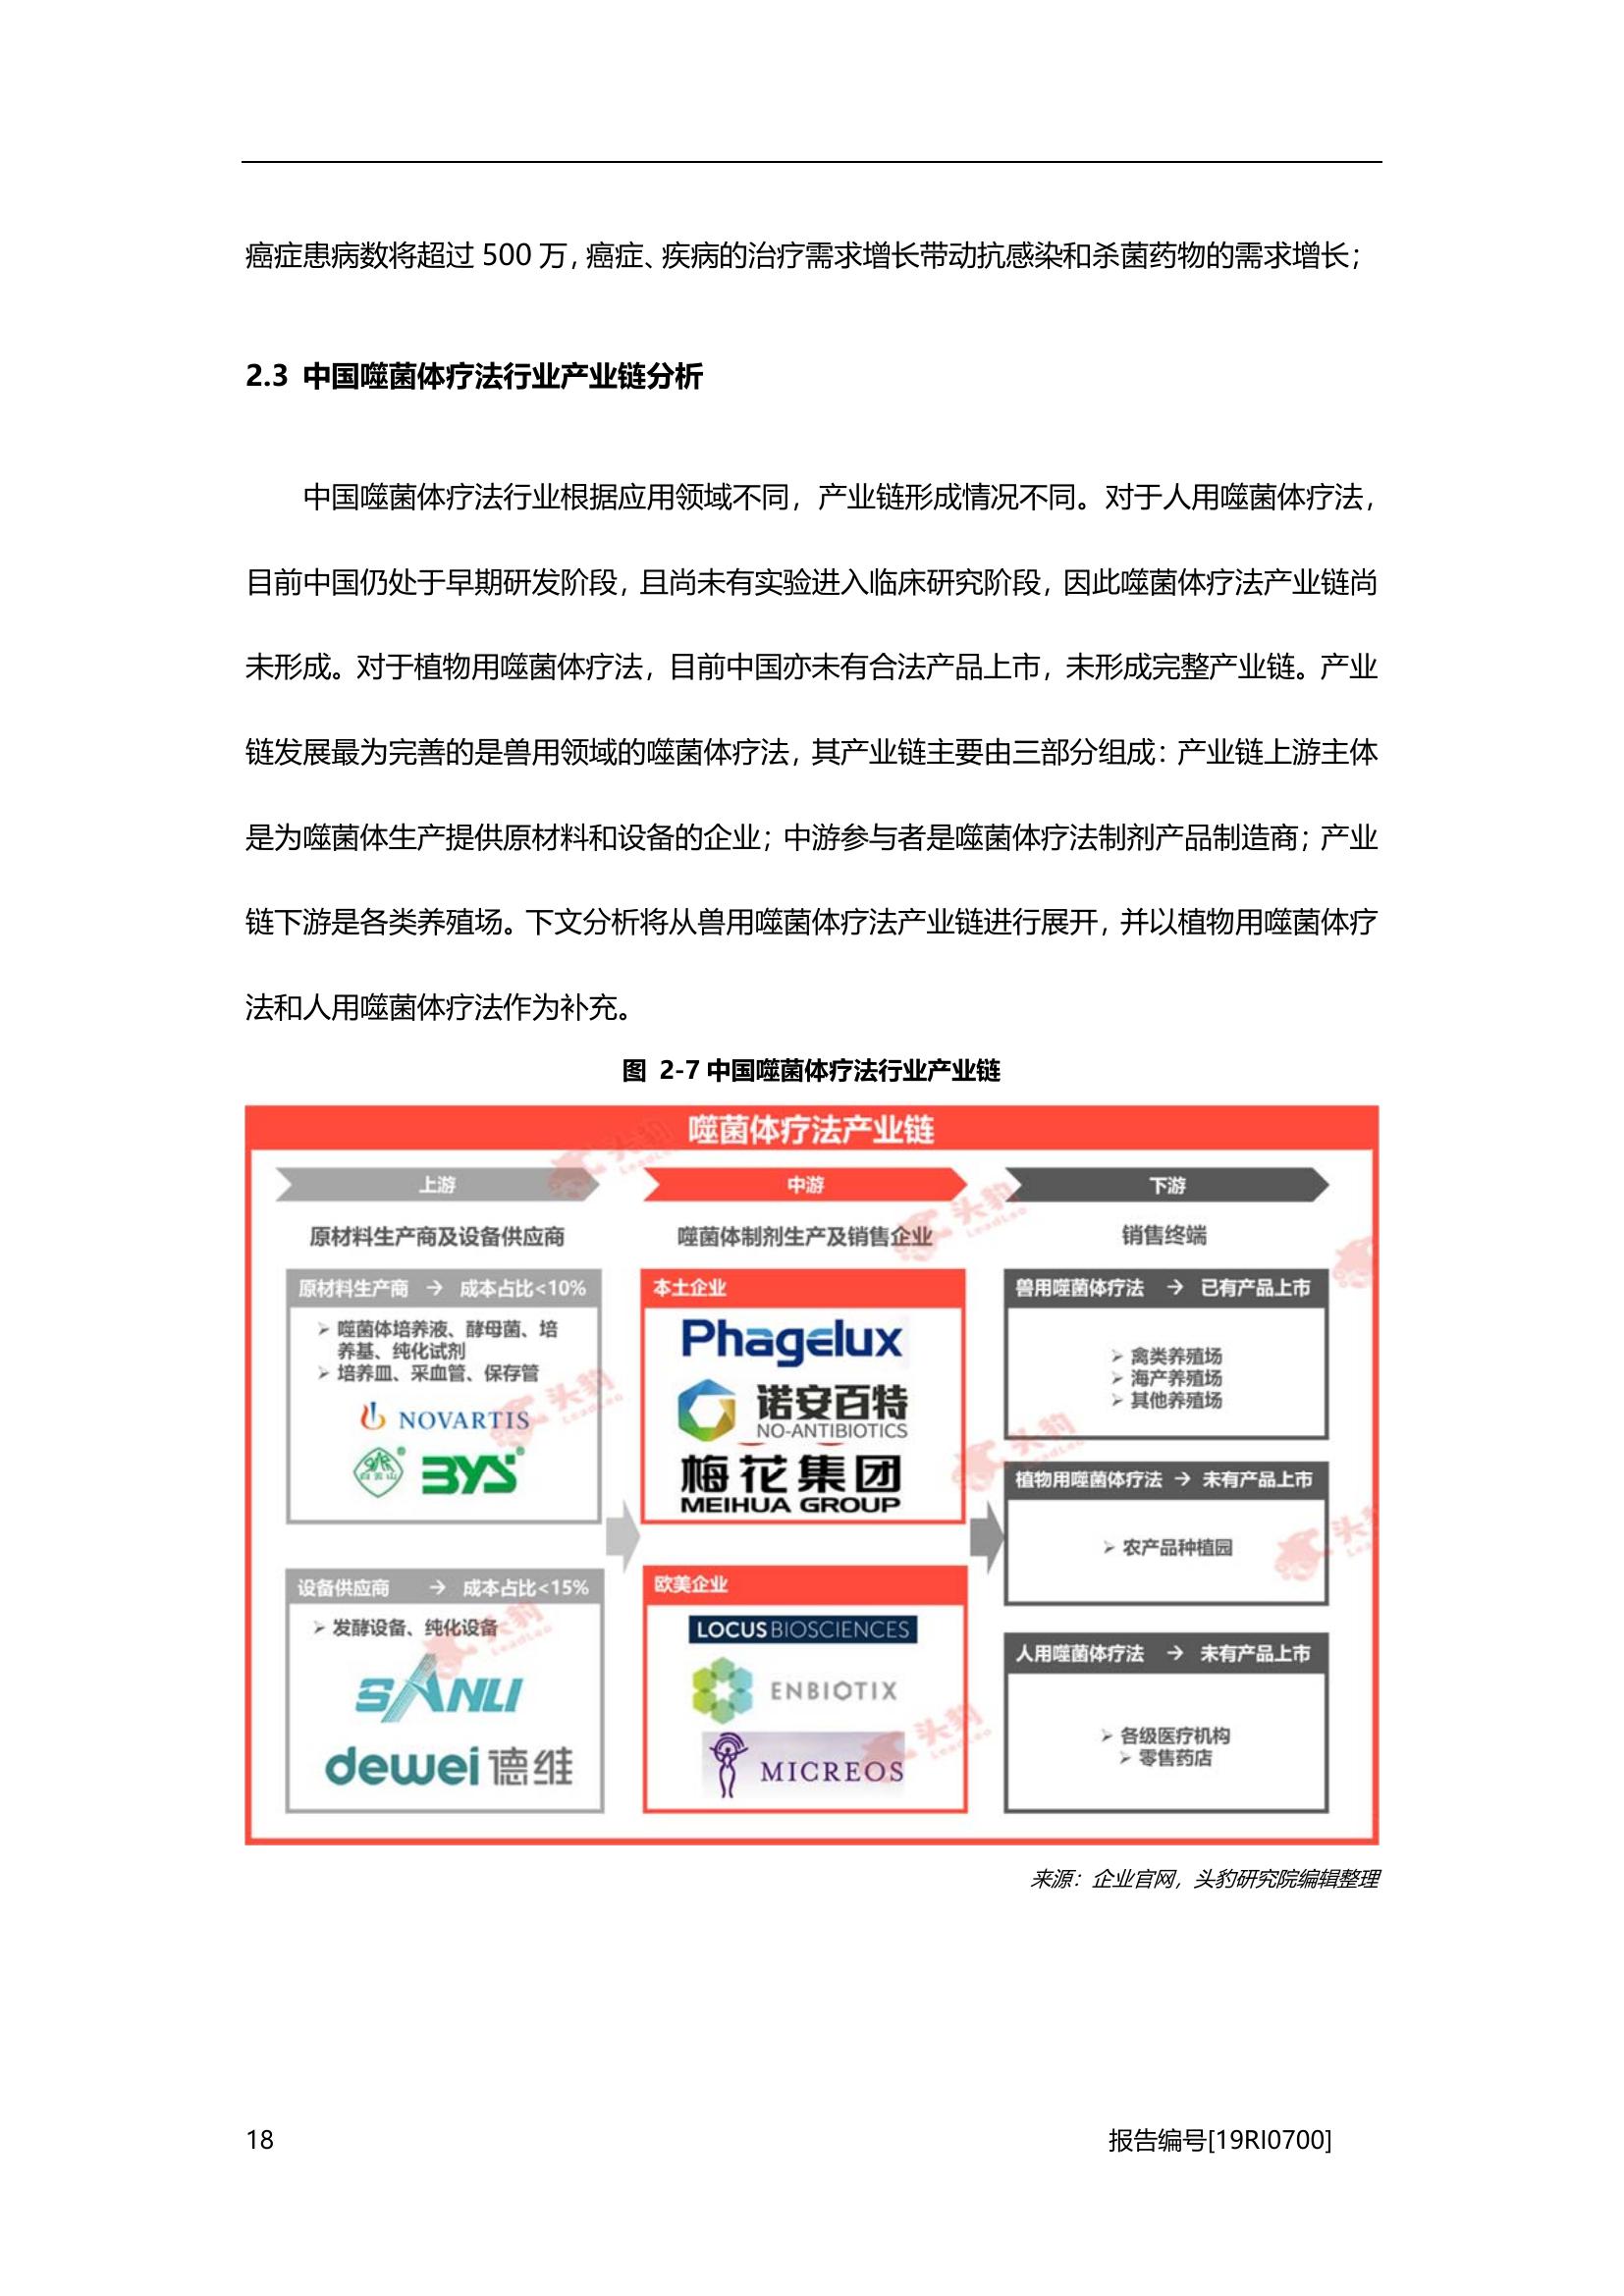 癌症患病数将超过 500 万，癌症、疾病的治疗需求增长带动抗感染和杀菌药物的需求增长；
2.3 中国噬菌体疗法行业产业链分析
中国噬菌体疗法行业根据应用领域不同，产业链形成情况不同。对于人用噬菌体疗法，
目前中国仍处于早期研发阶段，且尚未有实验进入临床研究阶段，因此噬菌体疗法产业链尚
未形成。对于植物用噬菌体疗法，目前中国亦未有合法产品上市，未形成完整产业链。产业
链发展最为完善的是兽用领域的噬菌体疗法，其产业链主要由三部分组成：产业链上游主体
是为噬菌体生产提供原材料和设备的企业；中游参与者是噬菌体疗法制剂产品制造商；产业
链下游是各类养殖场。下文分析将从兽用噬菌体疗法产业链进行展开，并以植物用噬菌体疗
法和人用噬菌体疗法作为补充。
图 2-7 中国噬菌体疗法行业产业链
噬菌体疗法产业链
上游
原材料生产商及设备供应商
原材料生产商 → 成本占比<10%
➢ 噬菌体培养液、酵母菌、培
养基、纯化试剂
➢ 培养皿、采血管、保存管
NOVARTIS
白云山
BYS
设备供应商 → 成本占比<15%
➢ 发酵设备、纯化设备
SANLI
dewei 德维
中游
噬菌体制剂生产及销售企业
本土企业
Phagelux
诺安百特
NO-ANTIBIOTICS
梅花集团
MEIHUA GROUP
欧美企业
LOCUS BIOSCIENCES
ENBIOTIX
MICREOS
下游
销售终端
兽用噬菌体疗法 → 已有产品上市
➢ 禽类养殖场
➢ 海产养殖场
➢ 其他养殖场
植物用噬菌体疗法 → 未有产品上市
➢ 农产品种植园
人用噬菌体疗法 → 未有产品上市
➢ 各级医疗机构
➢ 零售药店
头豹
LeadLeo
来源：企业官网，头豹研究院编辑整理
18
报告编号[19RI0700]